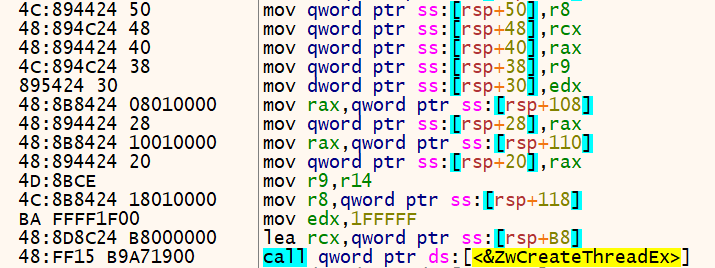 4C:894424 50 mov qword ptr ss:[rsp+50],r8
48:894C24 48 mov qword ptr ss:[rsp+48],rcx
48:894424 40 mov qword ptr ss:[rsp+40],rax
4C:894C24 38 mov qword ptr ss:[rsp+38],r9
895424 30 mov dword ptr ss:[rsp+30],edx
48:8B8424 08010000 mov rax,qword ptr ss:[rsp+108]
48:894424 28 mov qword ptr ss:[rsp+28],rax
48:8B8424 10010000 mov rax,qword ptr ss:[rsp+110]
48:894424 20 mov qword ptr ss:[rsp+20],rax
4D:8BCE mov r9,r14
4C:8B8424 18010000 mov r8,qword ptr ss:[rsp+118]
BA FFFF1F00 mov edx,1FFFFF
48:8D8C24 B8000000 lea rcx,qword ptr ss:[rsp+B8]
48:FF15 B9A71900 call qword ptr ds:[<&ZwCreateThreadEx>]